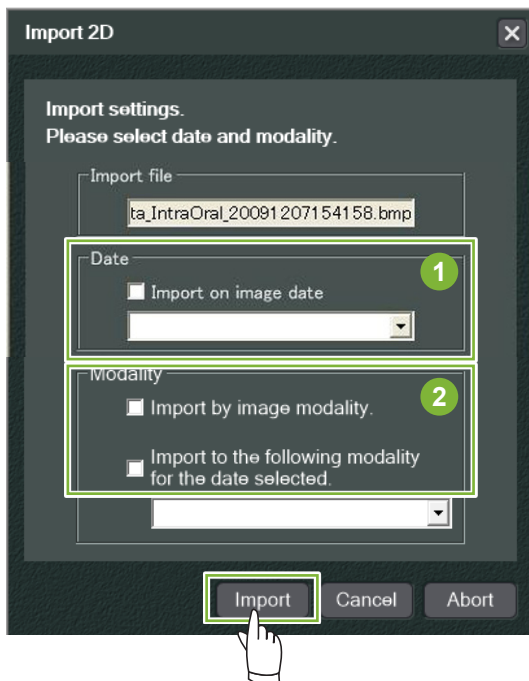 Import 2D
Import settings.
Please select date and modality.
Import file
ta_IntraOral_20091207154158.bmp
Date
1
Import on image date
Modality
2
Import by image modality.
Import to the following modality
for the date selected.
Import Cancel Abort